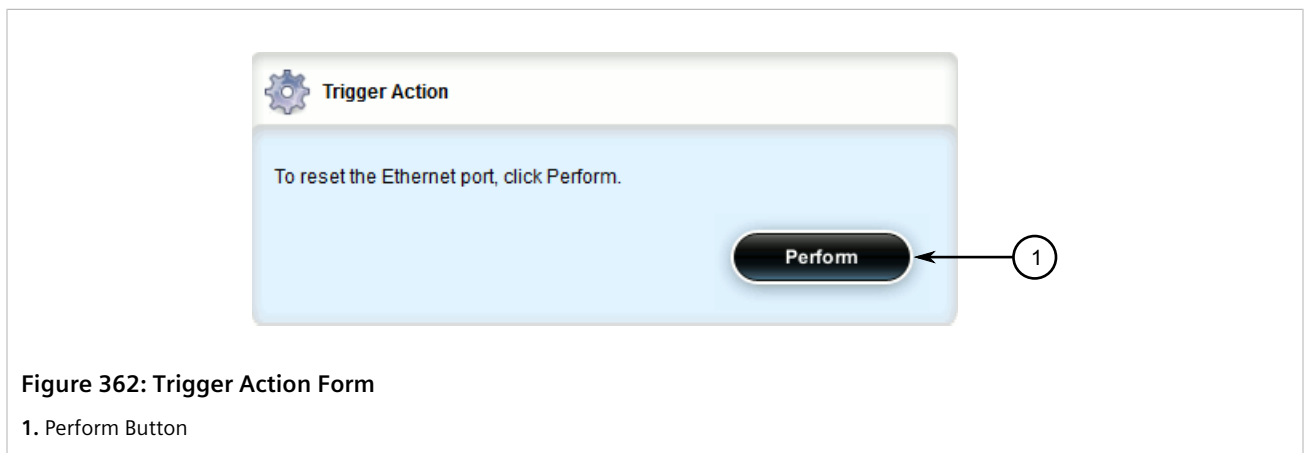 Trigger Action
To reset the Ethernet port, click Perform.
Perform
1
Figure 362: Trigger Action Form
1. Perform Button